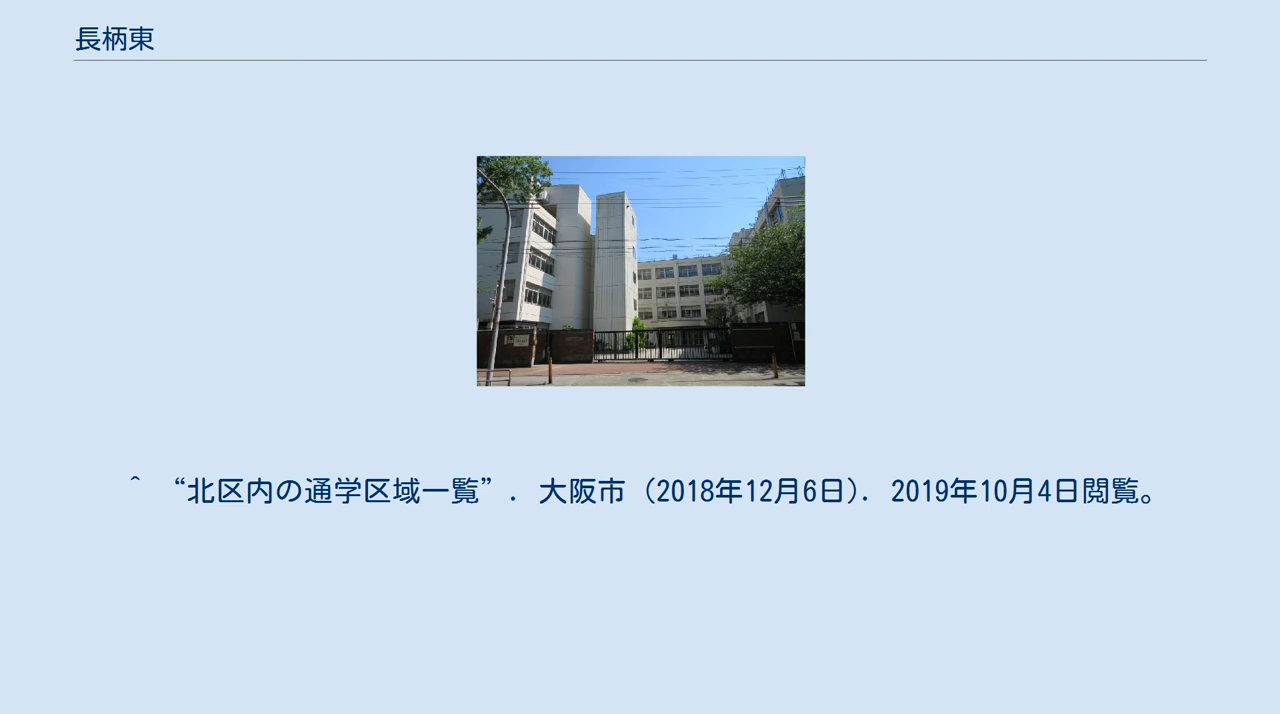 長柄東
^ “北区内の通学区域一覧”. 大阪市 (2018年12月6日). 2019年10月4日閲覧。